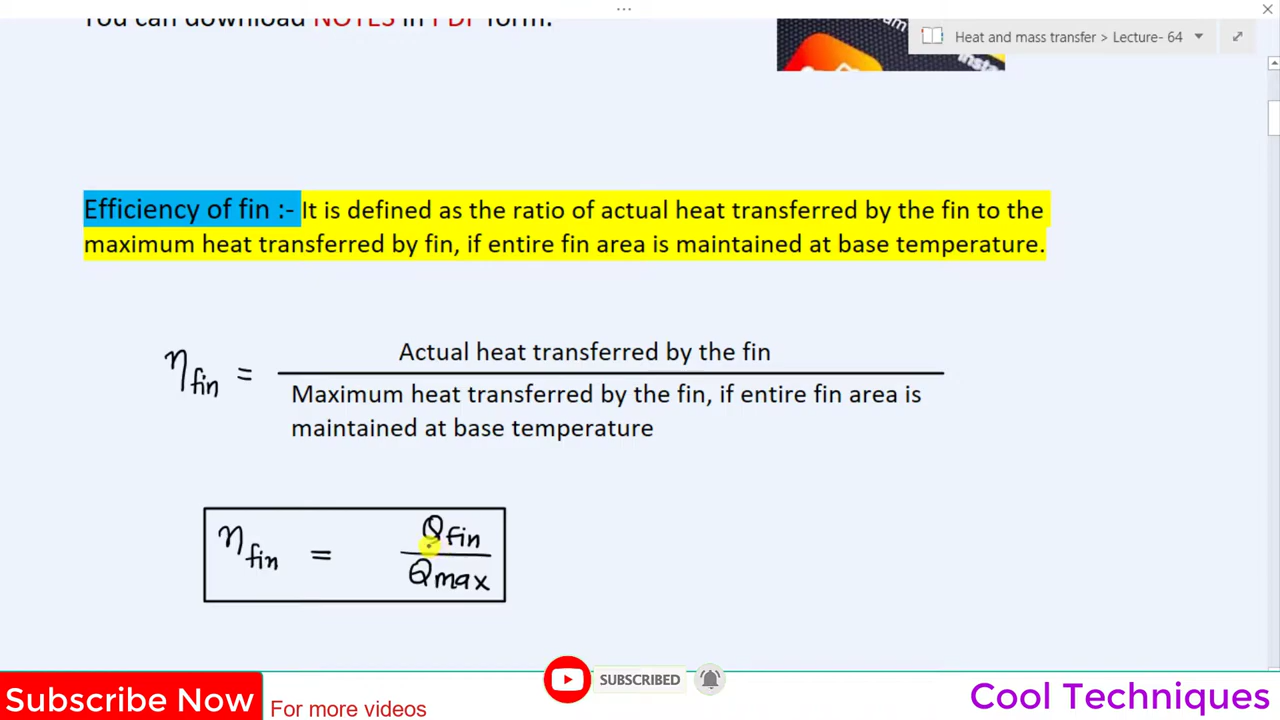 You can download NOTES in PDF form.
Heat and mass transfer > Lecture- 64
Efficiency of fin :- It is defined as the ratio of actual heat transferred by the fin to the
maximum heat transferred by fin, if entire fin area is maintained at base temperature.
Actual heat transferred by the fin
η fin =
Maximum heat transferred by the fin, if entire fin area is
maintained at base temperature
Qfin
η fin =
Qmax
SUBSCRIBED
Subscribe Now
For more videos
Cool Techniques